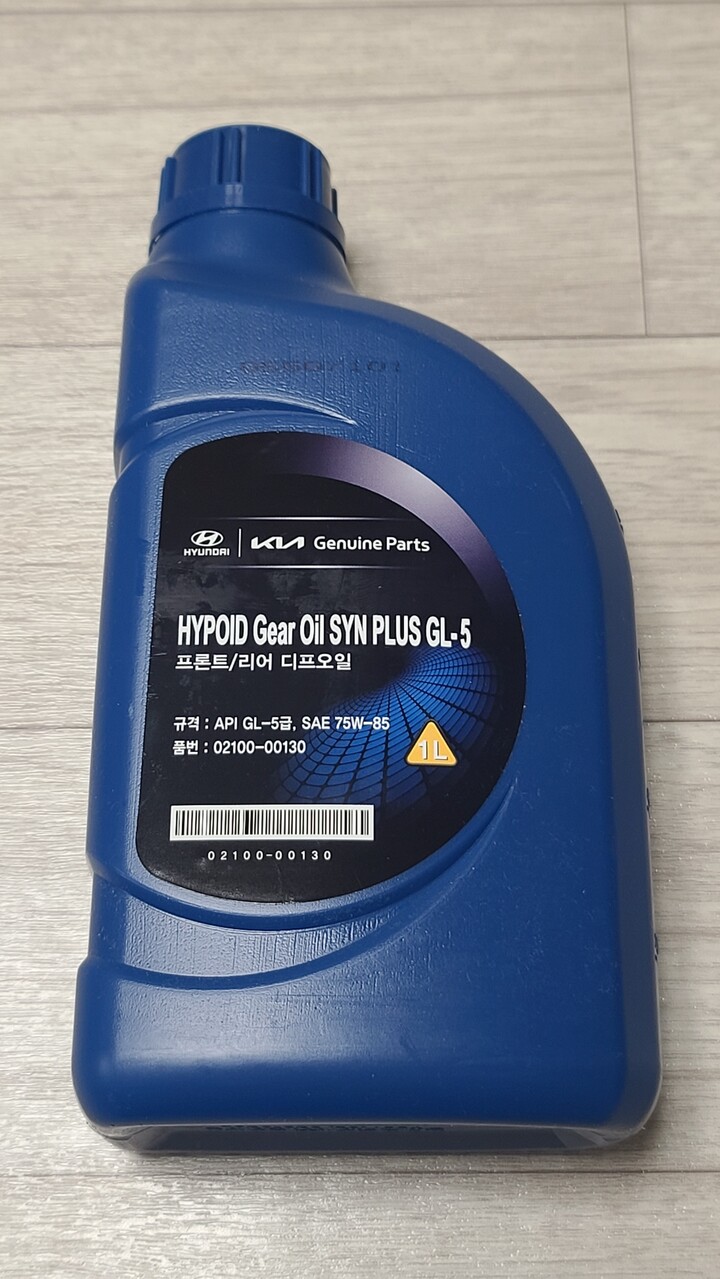 HYUNDAI | KIA Genuine Parts
HYPOID Gear Oil SYN PLUS GL-5
프론트/리어 디프오일
규격 : API GL-5급, SAE 75W-85
품번 : 02100-00130
1L
02100-00130